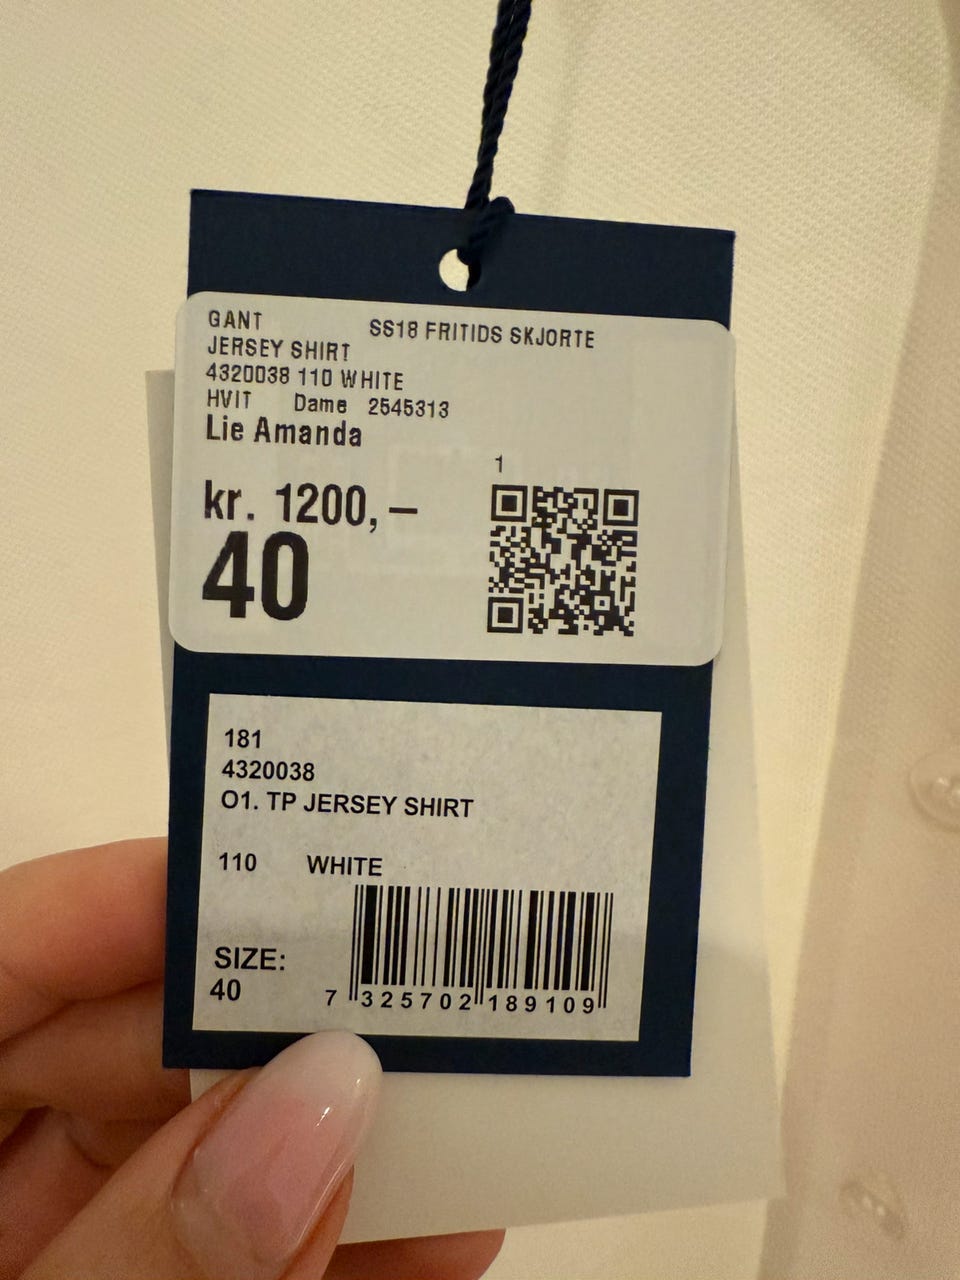 GANT SS18 FRITIDS SKJORTE
JERSEY SHIRT
4320038 110 WHITE
HVIT Dame 2545313
Lie Amanda
1
kr. 1200,–
40
181
4320038
O1. TP JERSEY SHIRT
110 WHITE
SIZE:
40
7 325702 189109